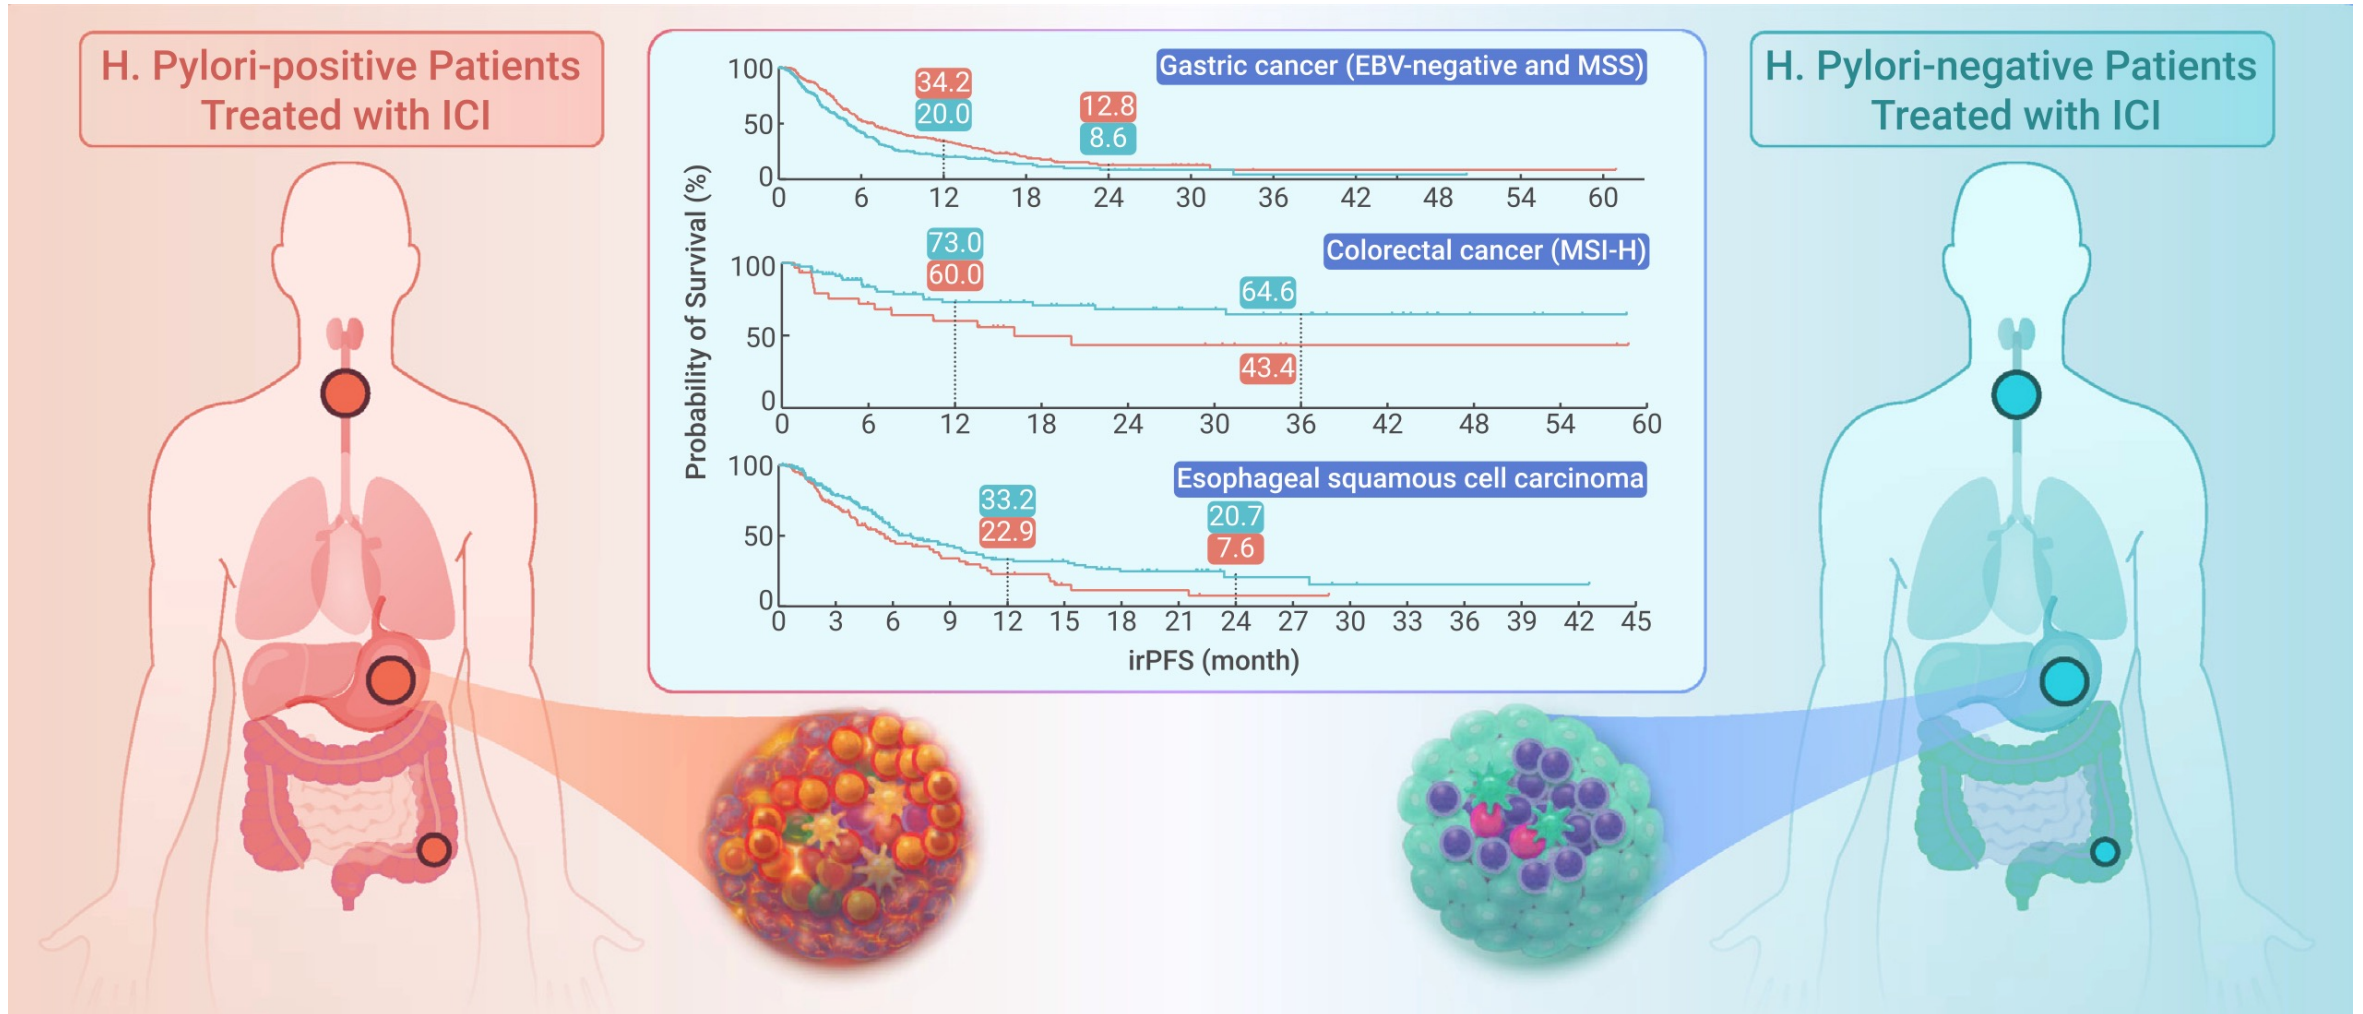 H. Pylori-positive Patients
Treated with ICI
Probability of Survival (%)
Gastric cancer (EBV-negative and MSS)
100
50
0
34.2
20.0
12.8
8.6
0 6 12 18 24 30 36 42 48 54 60
Colorectal cancer (MSI-H)
100
50
0
73.0
60.0
64.6
43.4
0 6 12 18 24 30 36 42 48 54 60
Esophageal squamous cell carcinoma
100
50
0
33.2
22.9
20.7
7.6
0 3 6 9 12 15 18 21 24 27 30 33 36 39 42 45
irPFS (month)
H. Pylori-negative Patients
Treated with ICI